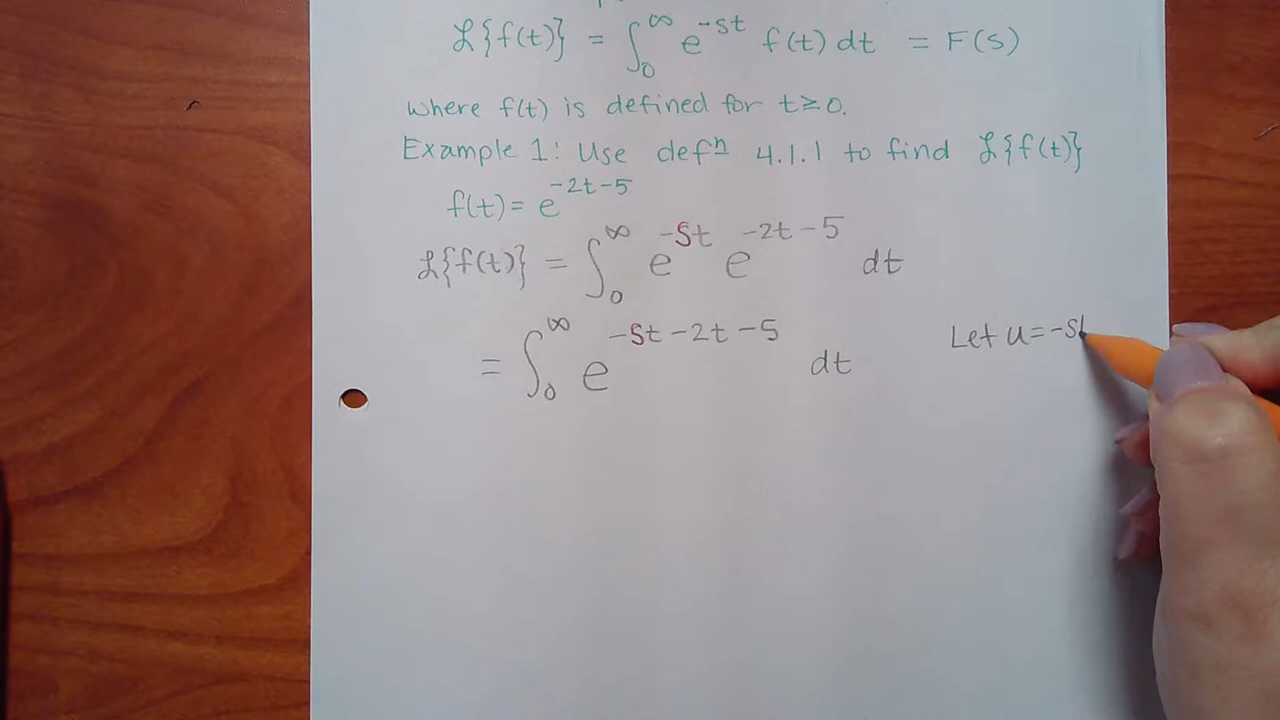 ℒ{f(t)} = ∫₀^∞ e^(-st) f(t) dt = F(s)
where f(t) is defined for t≥0.
Example 1: Use defⁿ 4.1.1 to find ℒ{f(t)}
f(t) = e^(-2t-5)
ℒ{f(t)} = ∫₀^∞ e^(-st) e^(-2t-5) dt
= ∫₀^∞ e^(-st-2t-5) dt
Let u=-st